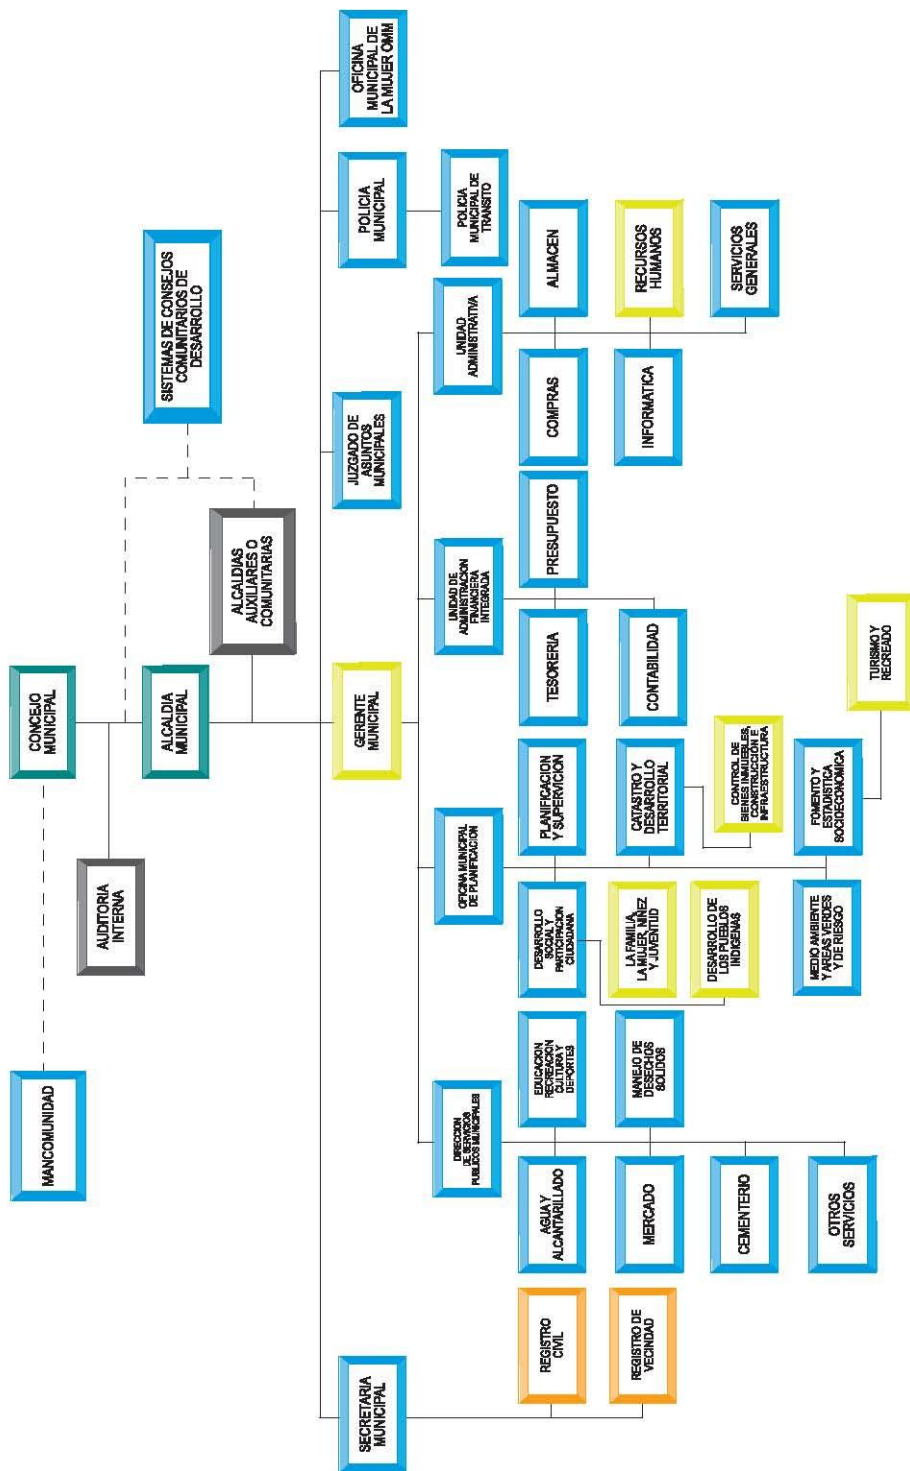 CONCEJO
MUNICIPAL
MANCOMUNIDAD
AUDITORIA
INTERNA
SISTEMAS DE CONSEJOS
COMUNITARIOS DE
DESARROLLO
ALCALDIA
MUNICIPAL
ALCALDIAS
AUXILIARES O
COMUNITARIAS
SECRETARIA
MUNICIPAL
GERENTE
MUNICIPAL
JUZGADO DE
ASUNTOS
MUNICIPALES
POLICIA
MUNICIPAL
OFICINA
MUNICIPAL DE
LA MUJER OMM
DIRECCION
DE SERVICIOS
PUBLICOS MUNICIPALES
OFICINA MUNICIPAL
DE PLANIFICACION
UNIDAD DE
ADMINISTRACION
FINANCIERA
INTEGRADA
UNIDAD
ADMINISTRATIVA
POLICIA
MUNICIPAL DE
TRANSITO
REGISTRO
CIVIL
AGUA Y
ALCANTARILLADO
EDUCACION
RECREACION
CULTURA Y
DEPORTES
DESARROLLO
SOCIAL Y
PARTICIPACION
CIUDADANA
PLANIFICACION
Y SUPERVICION
TESORERIA
PRESUPUESTO
COMPRAS
ALMACEN
REGISTRO DE
VECINDAD
MERCADO
MANEJO DE
DESECHOS
SOLIDOS
LA FAMILIA,
LA MUJER, NIÑEZ
Y JUVENTUD
CATASTRO Y
DESARROLLO
TERRITORIAL
CONTABILIDAD
INFORMATICA
RECURSOS
HUMANOS
CEMENTERIO
DESARROLLO DE
LOS PUEBLOS
INDIGENAS
CONTROL DE
BIENES INMUEBLES,
CONSTRUCCIÓN E
INFRAESTRUCTURA
SERVICIOS
GENERALES
OTROS
SERVICIOS
MEDIO AMBIENTE
Y AREAS VERDES
Y DE RIESGO
FOMENTO Y
ESTADISTICA
SOCIOECONOMICA
TURISMO Y
RECREADO